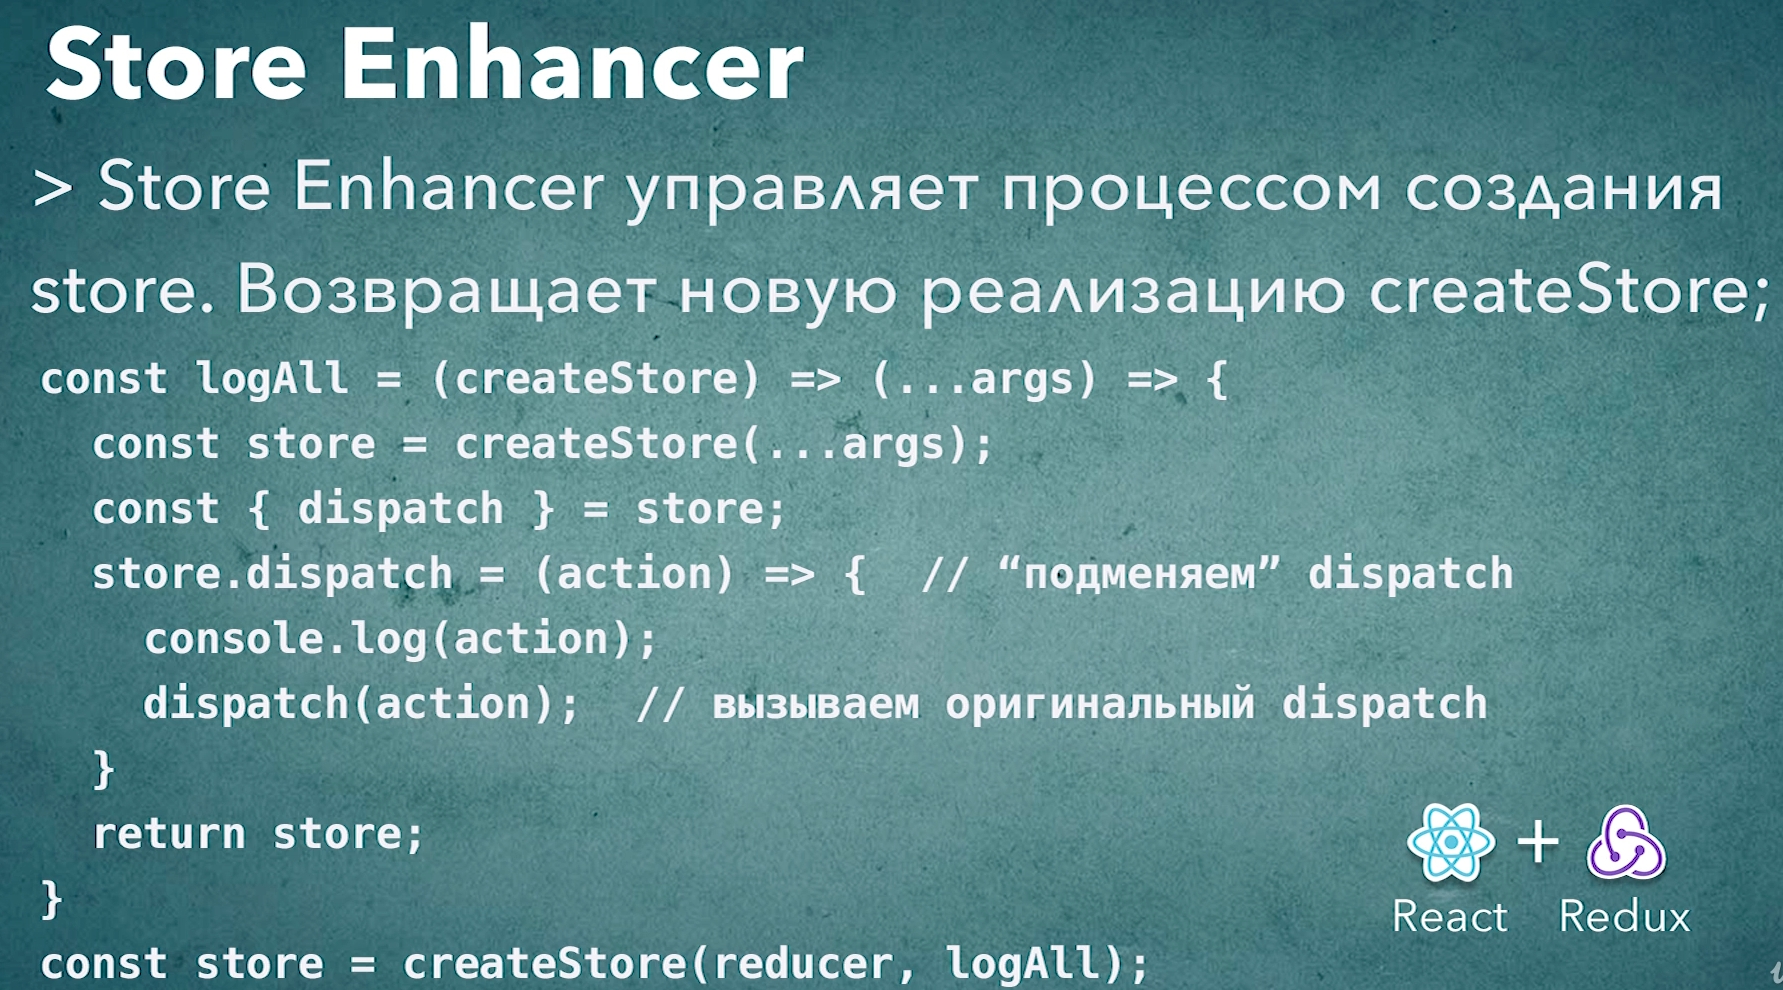 Store Enhancer
> Store Enhancer управляет процессом создания
store. Возвращает новую реализацию createStore;
const logAll = (createStore) => (...args) => {
  const store = createStore(...args);
  const { dispatch } = store;
  store.dispatch = (action) => {  // “подменяем” dispatch
    console.log(action);
    dispatch(action);  // вызываем оригинальный dispatch
  }
  return store;
}
const store = createStore(reducer, logAll);
+
React Redux